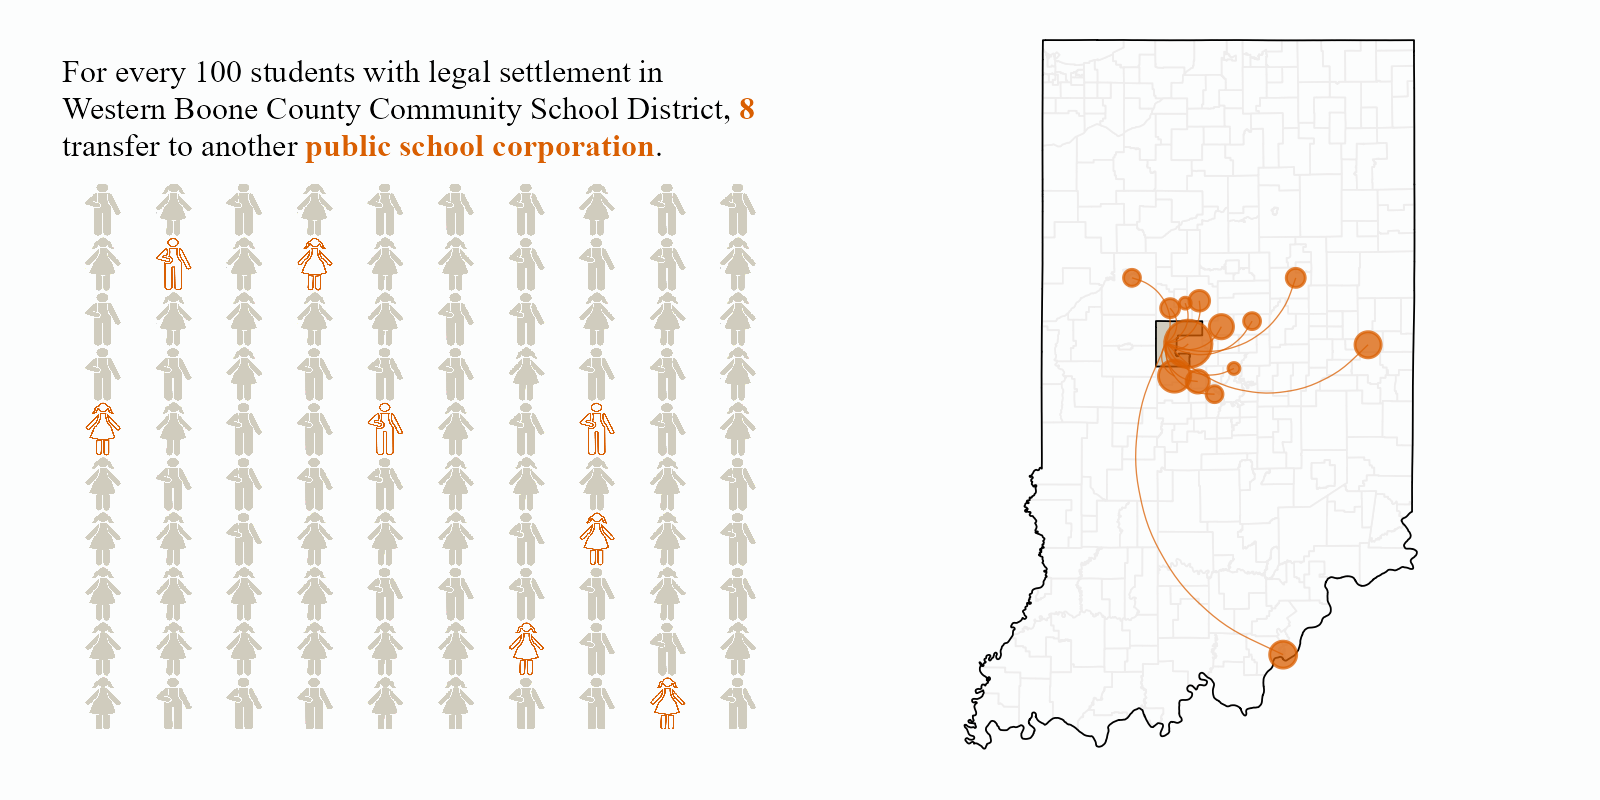 For every 100 students with legal settlement in
Western Boone County Community School District, 8
transfer to another public school corporation.